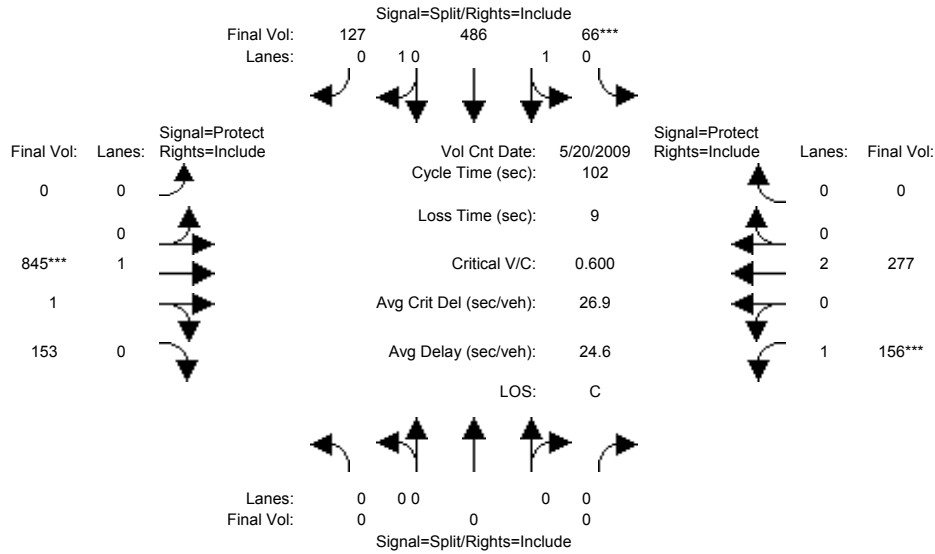 Signal=Split/Rights=Include
Final Vol: 127 486 66***
Lanes: 0 1 0 1 0
Signal=Protect Signal=Protect
Final Vol: Lanes: Rights=Include Vol Cnt Date: 5/20/2009 Rights=Include Lanes: Final Vol:
Cycle Time (sec): 102
0 0 0 0
Loss Time (sec): 9
0 0
845*** 1 Critical V/C: 0.600 2 277
1 Avg Crit Del (sec/veh): 26.9 0
153 0 Avg Delay (sec/veh): 24.6 1 156***
LOS: C
Lanes: 0 0 0 0 0
Final Vol: 0 0 0
Signal=Split/Rights=Include